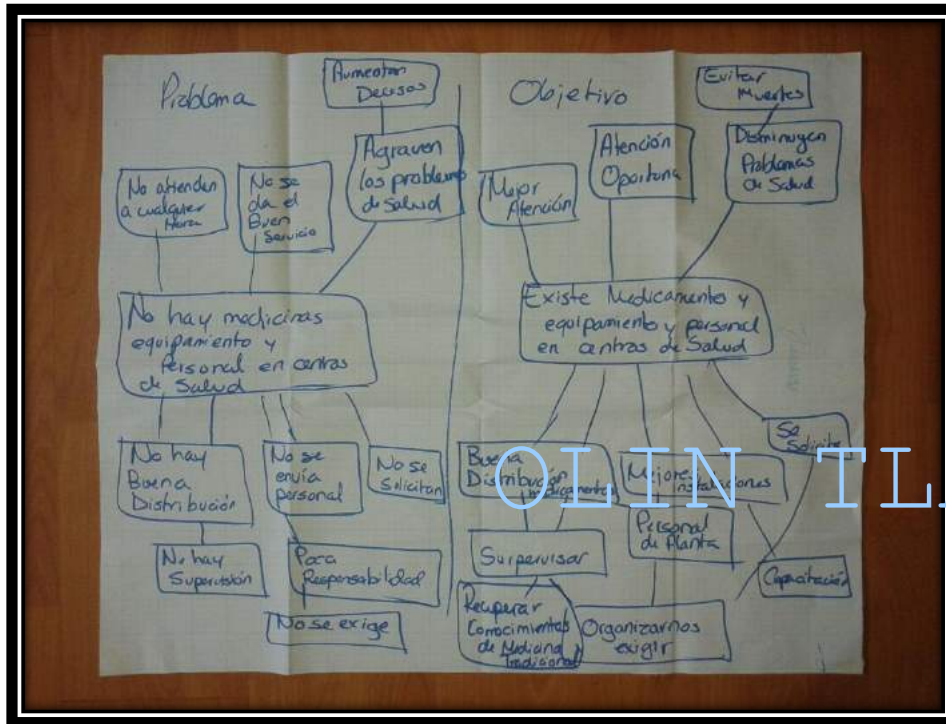 Problema
Aumentan
Decesos
Agraven
los problemas
de Salud
No atienden
a cualquier
Hora
No se
da el
Buen
Servicio
No hay medicinas
equipamiento y
Personal en centros
de Salud
No hay
Buena
Distribución
No se
envía
personal
No se
Solicitan
No hay
Supervisión
Poca
Responsabilidad
No se exige
Objetivo
Evitar
Muertes
Atención
Oportuna
Disminuyen
Problemas
de Salud
Mejor
Atención
Existe Medicamento y
equipamiento y personal
en centros de Salud
Se
Solicita
Buena
Distribución
Medicamento
Mejores
instalaciones
Personal
de Planta
Surpervisar
Capacitación
Recuperar
Conocimientos
de Medicina
Tradicional
Organizarnos
exigir
OLIN TL